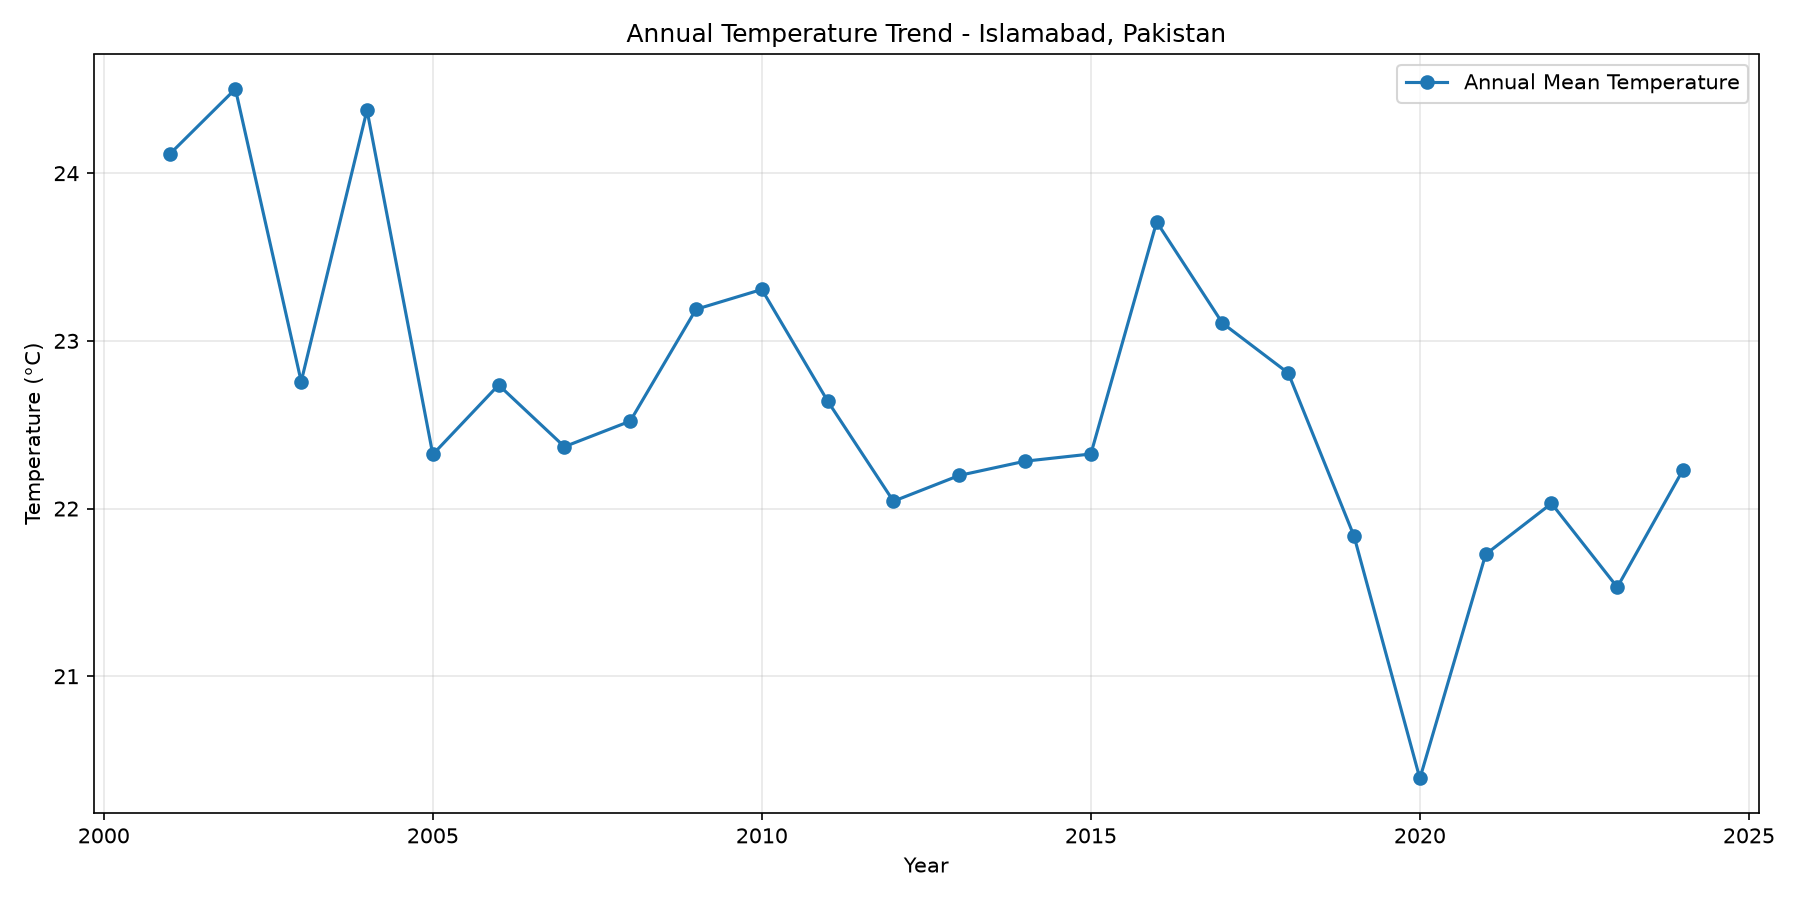 Annual Temperature Trend - Islamabad, Pakistan
Annual Mean Temperature
Temperature (°C)
24
23
22
21
2000 2005 2010 2015 2020 2025
Year